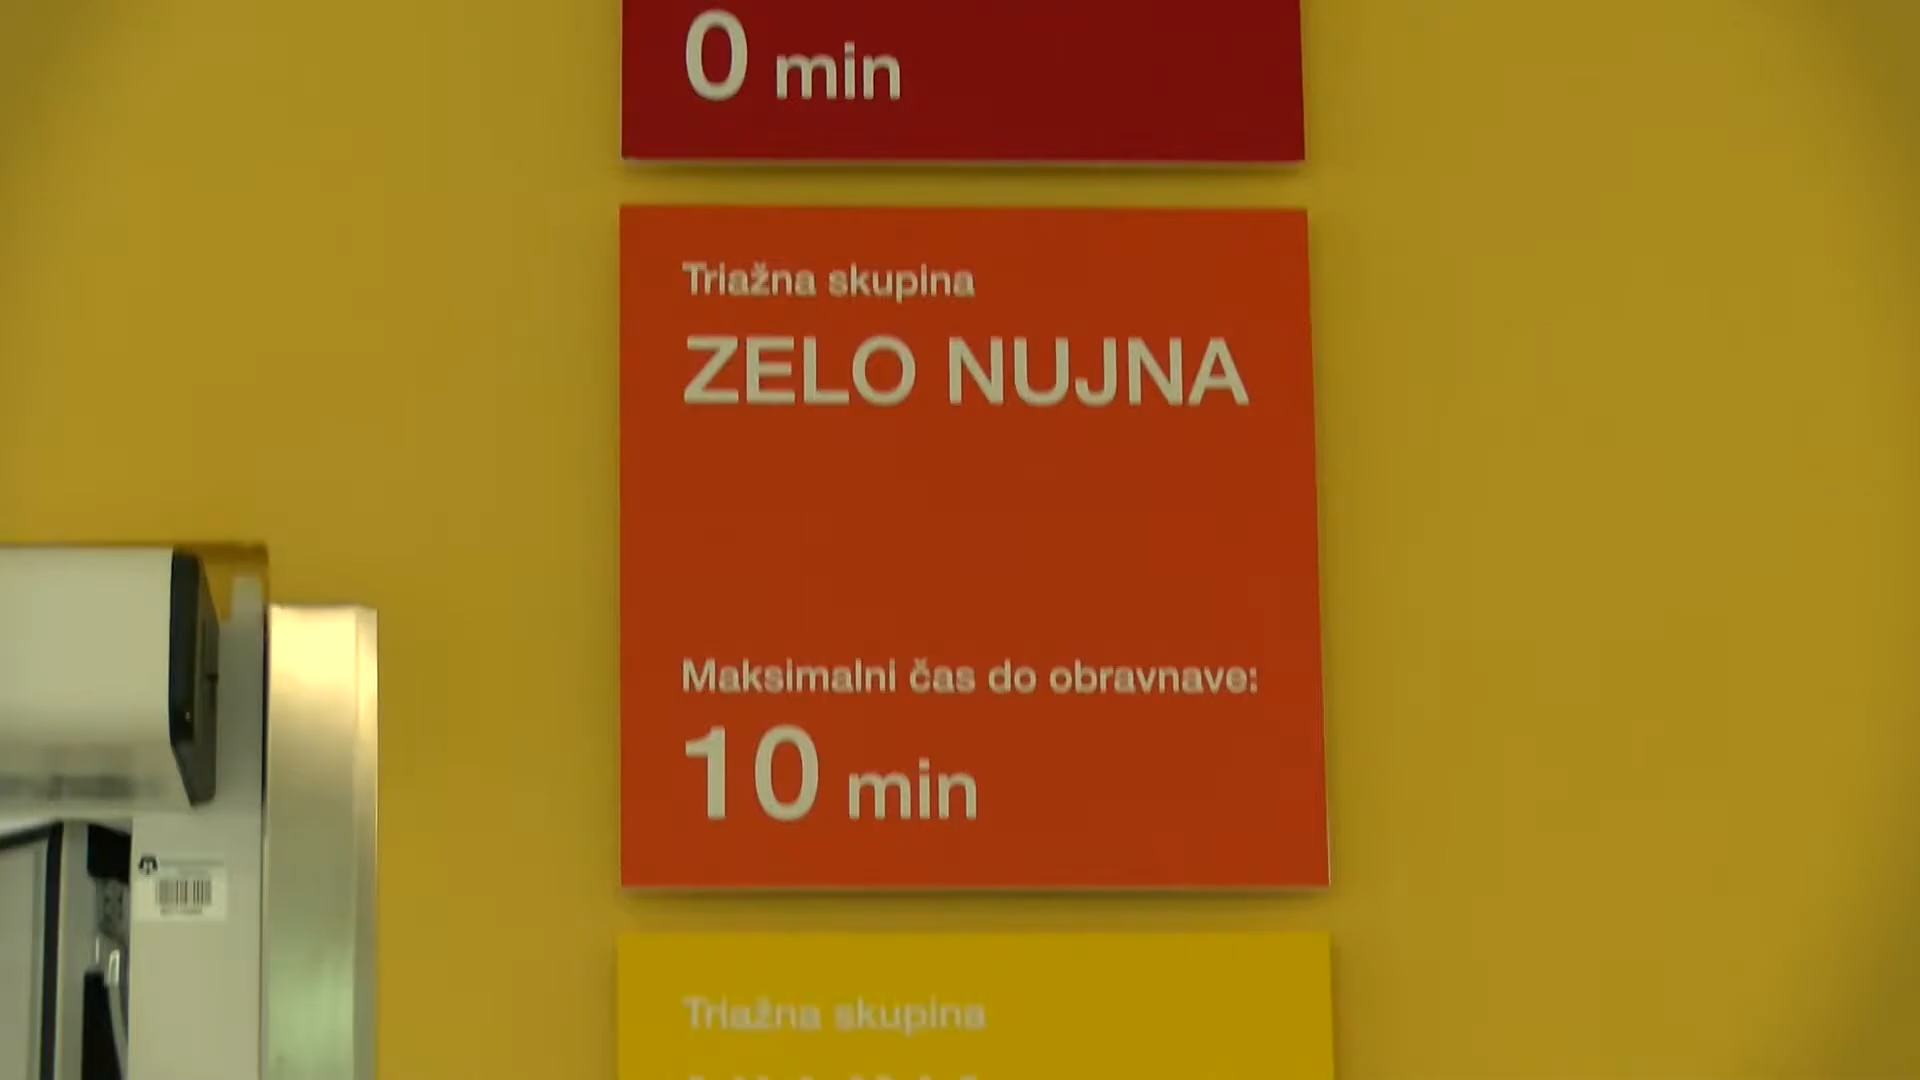 0 min
Triažna skupina
ZELO NUJNA
Maksimalni čas do obravnave:
10 min
Triažna skupina